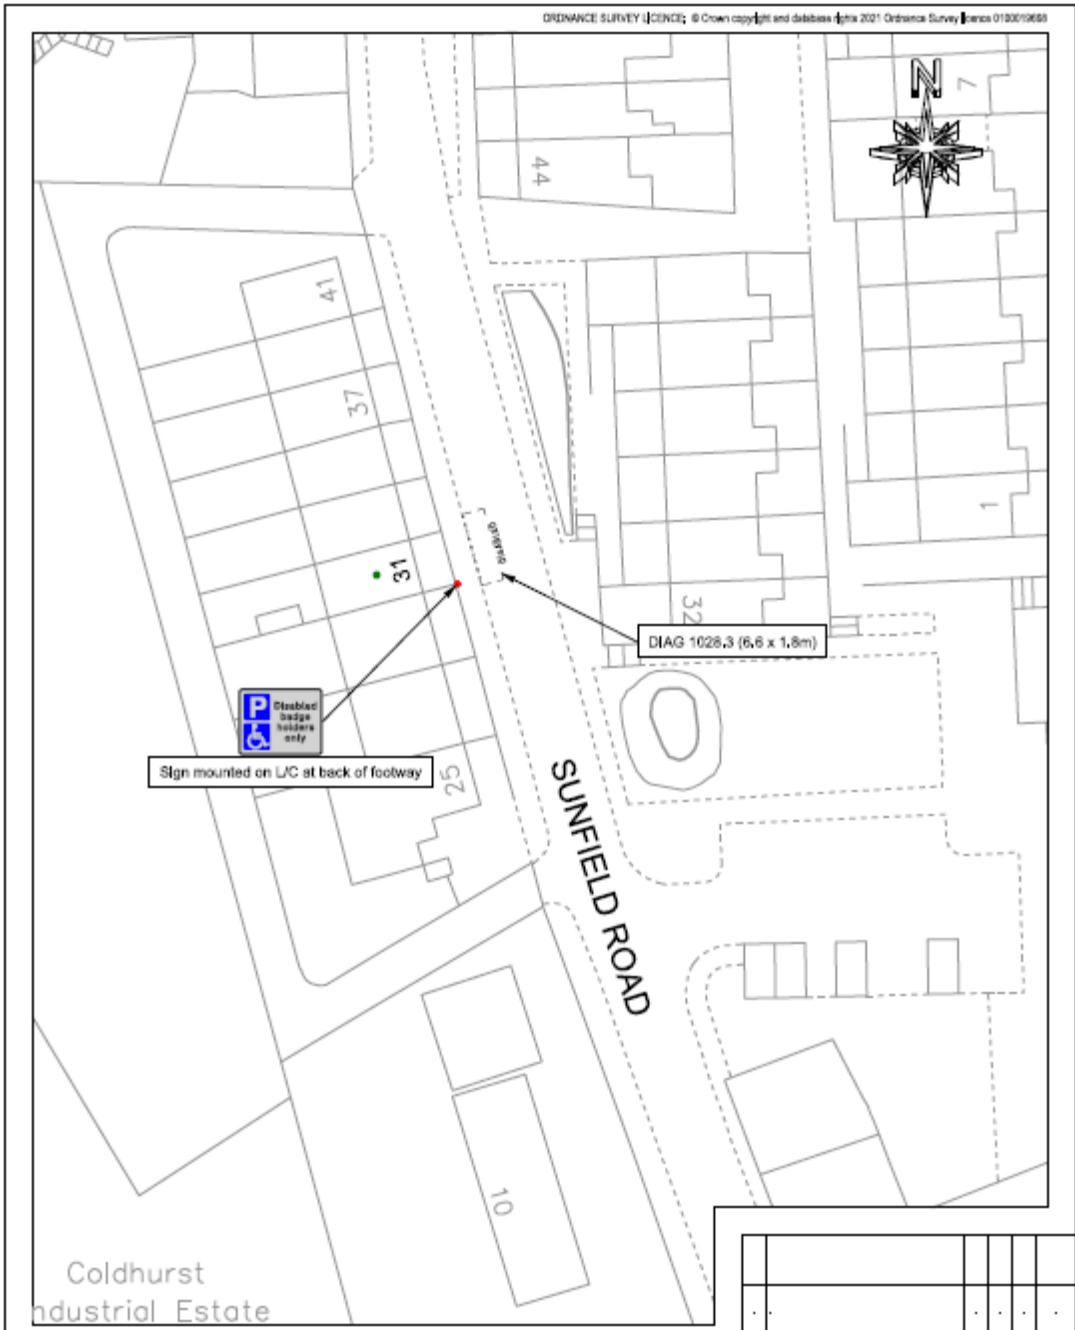 ORDNANCE SURVEY LICENCE; © Crown copyright and database rights 2021 Ordnance Survey licence 0100019668
N
7
44
41
37
DISABLED
31
32
1
DIAG 1028.3 (6.6 x 1.8m)
P
Disabled
badge
holders
only
Sign mounted on L/C at back of footway
25
SUNFIELD ROAD
10
Coldhurst
ndustrial Estate